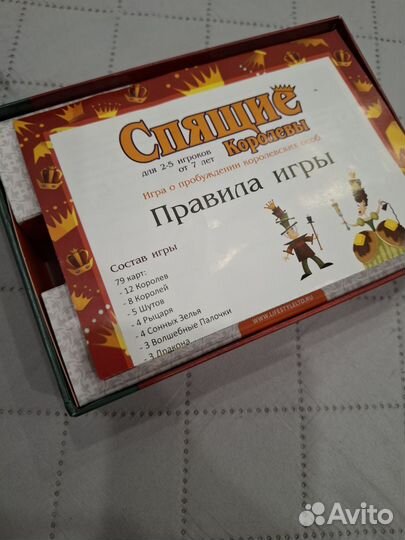 Спящие
Королевы
для 2-5 игроков
от 7 лет
Игра о пробуждении королевских особ
Правила игры
Состав игры
79 карт:
- 12 Королев
- 8 Королей
- 5 Шутов
- 4 Рыцаря
- 4 Сонных Зелья
- 3 Волшебные Палочки
- 3 Дракона
WWW.LIFESTYLELTD.RU
Avito